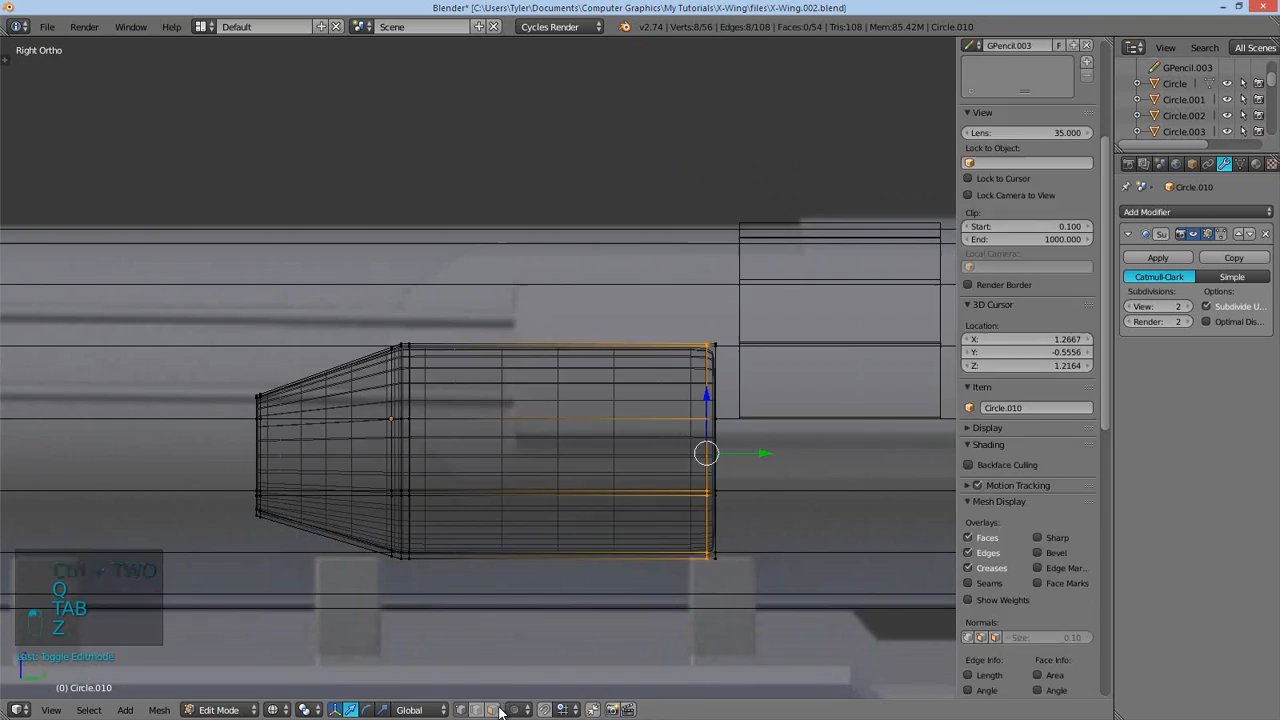 Blender* [C:\Users\Tyler\Documents\Computer Graphics\My Tutorials\X-Wing\files\X-Wing.002.blend]
File Render Window Help Default Scene Cycles Render v2.74 | Verts:8/56 | Edges:8/108 | Faces:0/54 | Tris:108 | Mem:85.42M | Circle.010
Right Ortho
GPencil.003 F
View
Lens: 35.000
Lock to Object:
Lock to Cursor
Lock Camera to View
Clip:
Start: 0.100
End: 1000.000
Local Camera:
Render Border
3D Cursor
Location:
X: 1.2667
Y: -0.5556
Z: 1.2164
Item
Circle.010
Display
Shading
Backface Culling
Motion Tracking
Mesh Display
Overlays:
Faces Sharp
Edges Bevel
Creases Edge Mar...
Seams Face Marks
Show Weights
Normals:
Size: 0.10
Edge Info: Face Info:
Length Area
Angle Angle
View Search All Scenes
GPencil.003
Circle
Circle.001
Circle.002
Circle.003
Circle.010
Add Modifier
Su
Apply Copy
Catmull-Clark Simple
Subdivisions: Options:
View: 2 Subdivide U...
Render: 2 Optimal Dis...
Ctrl + TWO
Q
TAB
Z
Last: Toggle Editmode
(0) Circle.010
View Select Add Mesh Edit Mode Global